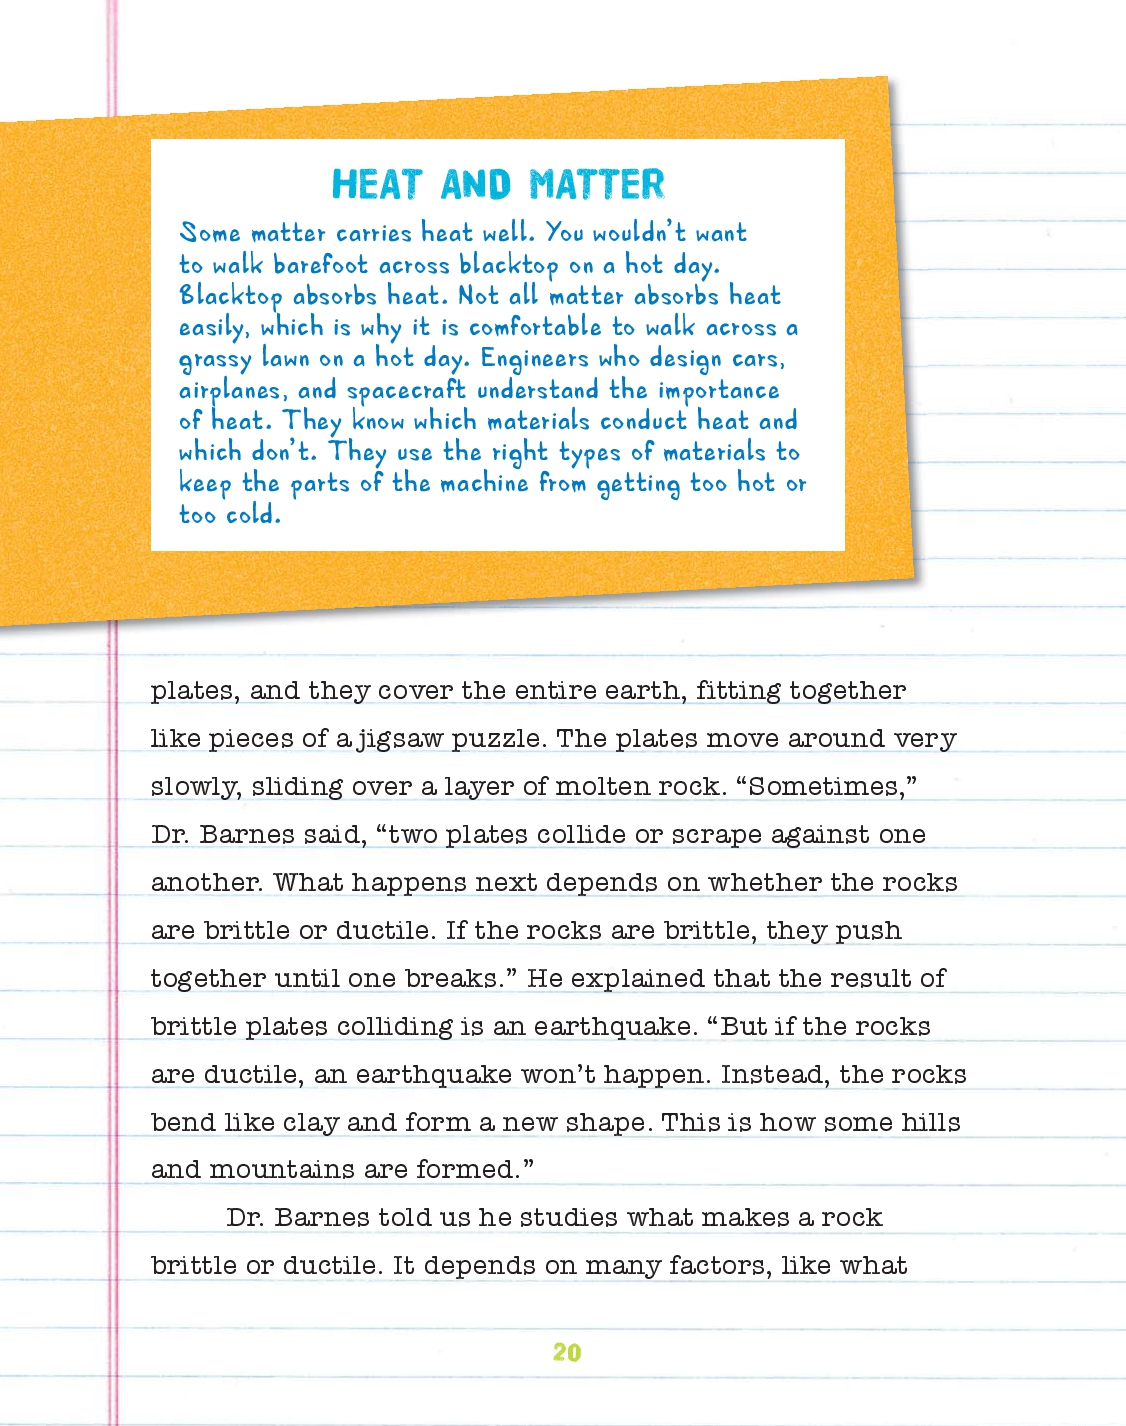 HEAT AND MATTER
Some matter carries heat well. You wouldn't want
to walk barefoot across blacktop on a hot day.
Blacktop absorbs heat. Not all matter absorbs heat
easily, which is why it is comfortable to walk across a
grassy lawn on a hot day. Engineers who design cars,
airplanes, and spacecraft understand the importance
of heat. They know which materials conduct heat and
which don't. They use the right types of materials to
keep the parts of the machine from getting too hot or
too cold.
plates, and they cover the entire earth, fitting together
like pieces of a jigsaw puzzle. The plates move around very
slowly, sliding over a layer of molten rock. “Sometimes,”
Dr. Barnes said, “two plates collide or scrape against one
another. What happens next depends on whether the rocks
are brittle or ductile. If the rocks are brittle, they push
together until one breaks.” He explained that the result of
brittle plates colliding is an earthquake. “But if the rocks
are ductile, an earthquake won't happen. Instead, the rocks
bend like clay and form a new shape. This is how some hills
and mountains are formed.”
Dr. Barnes told us he studies what makes a rock
brittle or ductile. It depends on many factors, like what
20